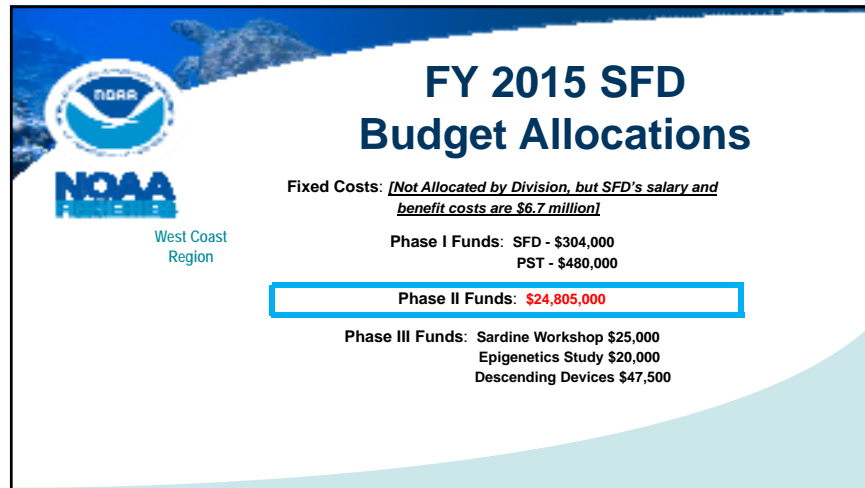 NOAA
FY 2015 SFD
Budget Allocations
NOAA
FISHERIES
West Coast
Region
Fixed Costs: [Not Allocated by Division, but SFD's salary and
benefit costs are $6.7 million]
Phase I Funds: SFD - $304,000
PST - $480,000
Phase II Funds: $24,805,000
Phase III Funds: Sardine Workshop $25,000
Epigenetics Study $20,000
Descending Devices $47,500